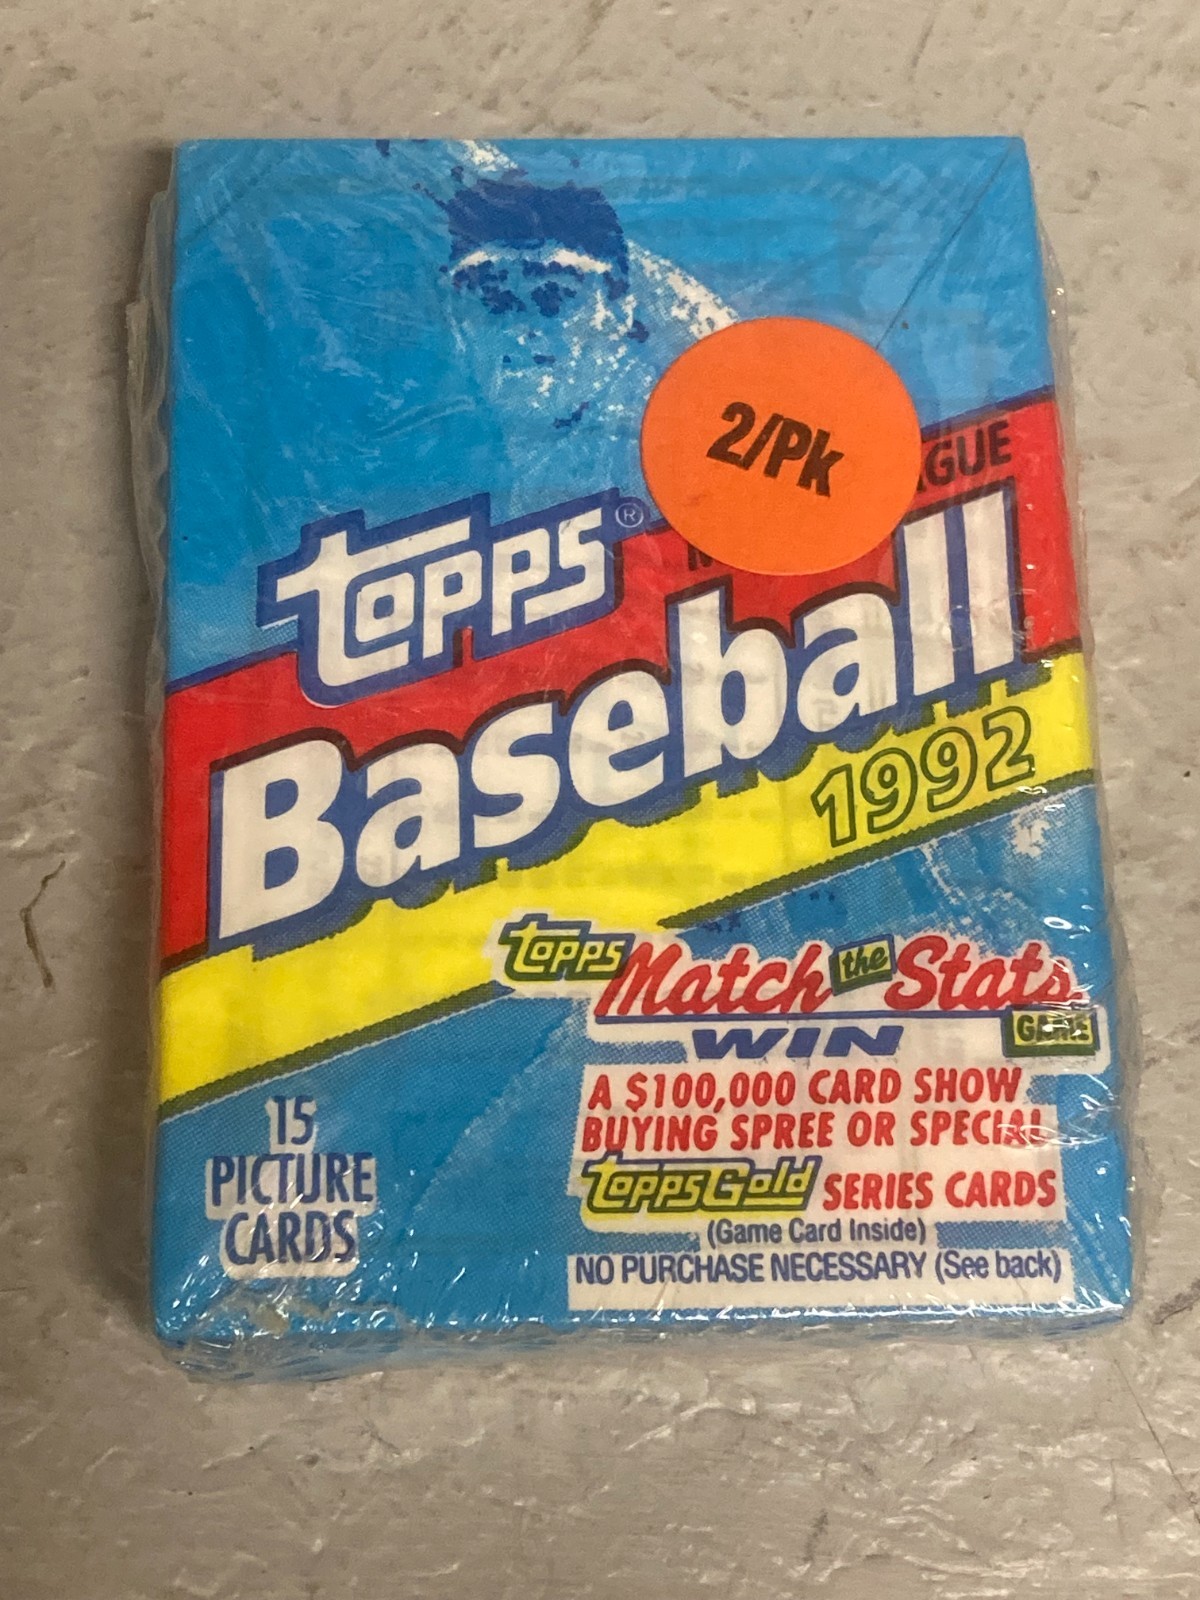 2/Pk
GUE
topps®
Baseball
1992
topps Match the Stats
GAME
WIN
A $100,000 CARD SHOW
BUYING SPREE OR SPECIAL
topps Gold SERIES CARDS
(Game Card Inside)
NO PURCHASE NECESSARY (See back)
15
PICTURE
CARDS